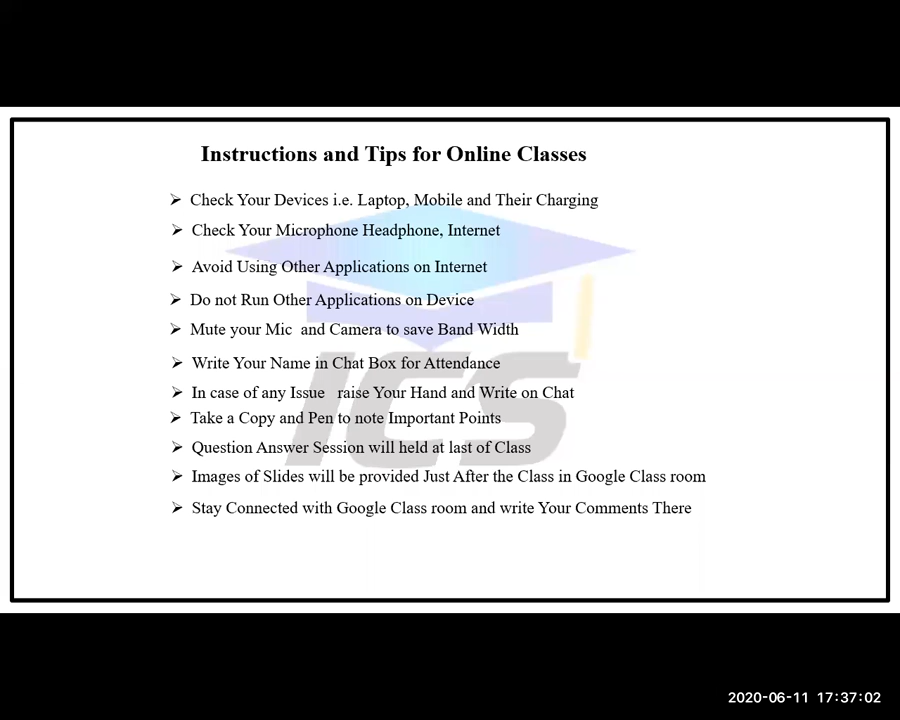 Instructions and Tips for Online Classes
➢ Check Your Devices i.e. Laptop, Mobile and Their Charging
➢ Check Your Microphone Headphone, Internet
➢ Avoid Using Other Applications on Internet
➢ Do not Run Other Applications on Device
➢ Mute your Mic and Camera to save Band Width
➢ Write Your Name in Chat Box for Attendance
➢ In case of any Issue raise Your Hand and Write on Chat
➢ Take a Copy and Pen to note Important Points
➢ Question Answer Session will held at last of Class
➢ Images of Slides will be provided Just After the Class in Google Class room
➢ Stay Connected with Google Class room and write Your Comments There
ICS
2020-06-11 17:37:02